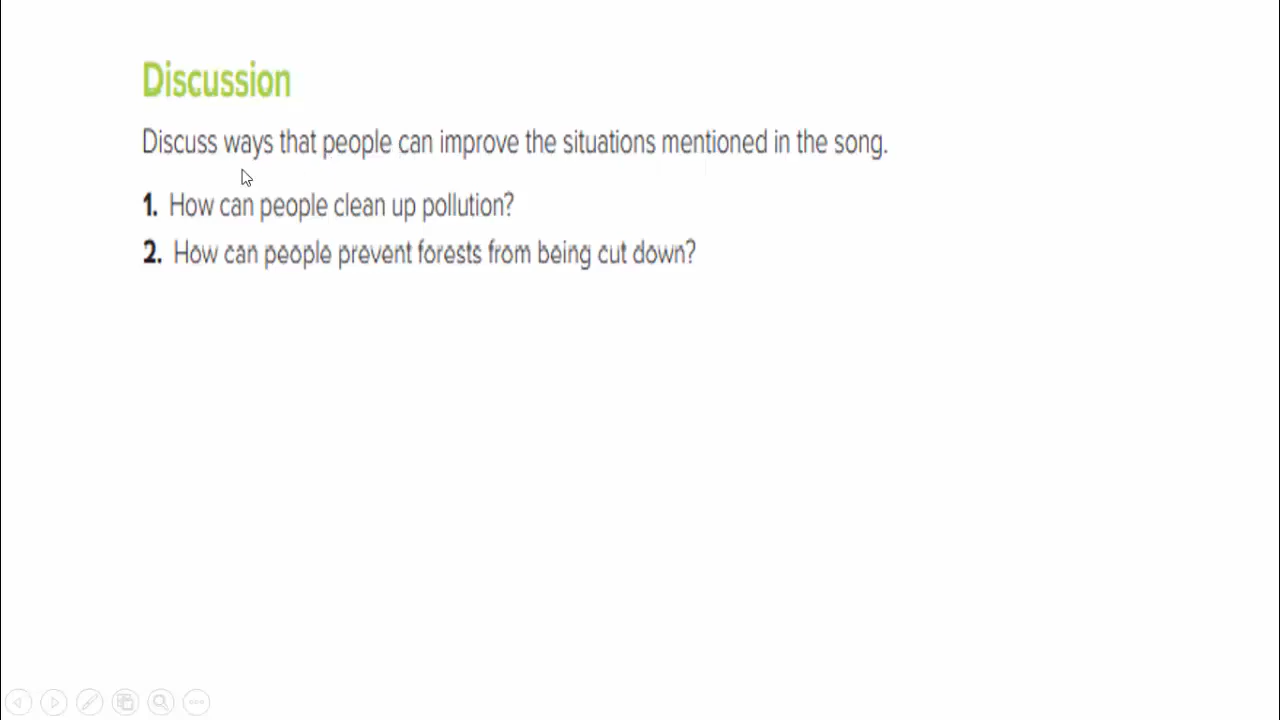 Discussion
Discuss ways that people can improve the situations mentioned in the song.
1. How can people clean up pollution?
2. How can people prevent forests from being cut down?